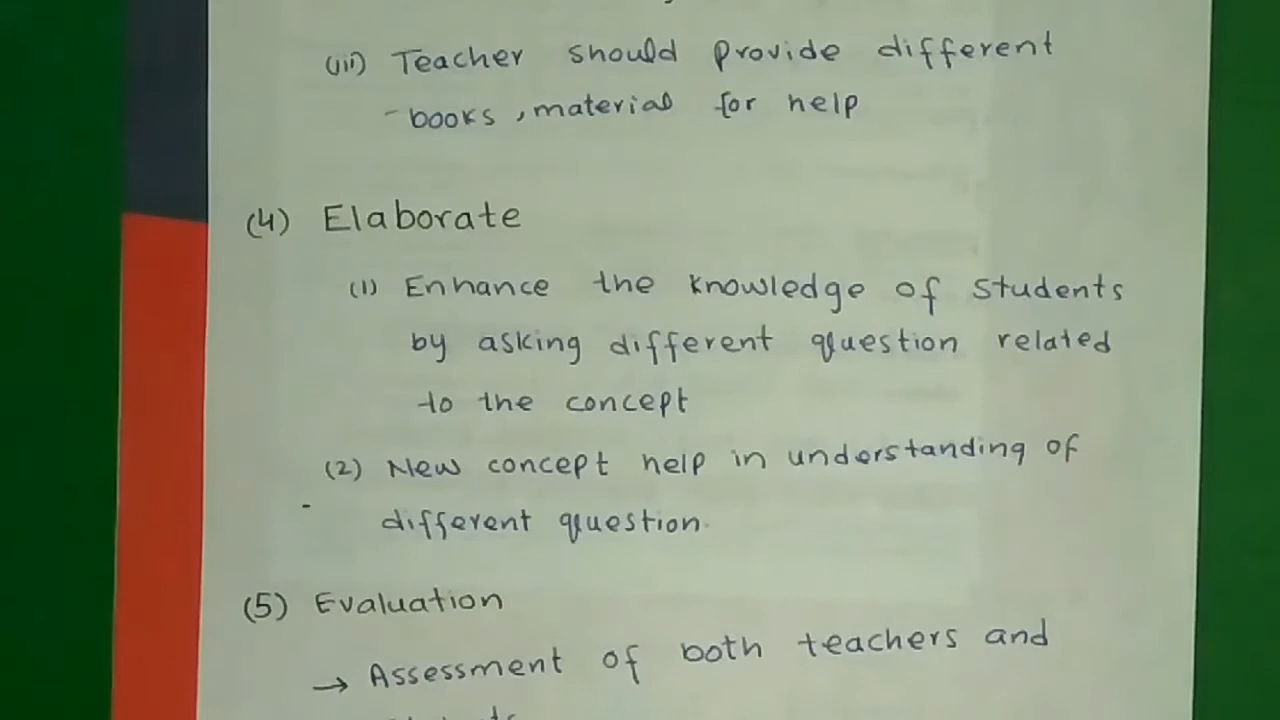 (iii) Teacher should provide different
books, material for help
(4) Elaborate
(1) Enhance the knowledge of students
by asking different question related
to the concept
(2) New concept help in understanding of
different question.
(5) Evaluation
→ Assessment of both teachers and